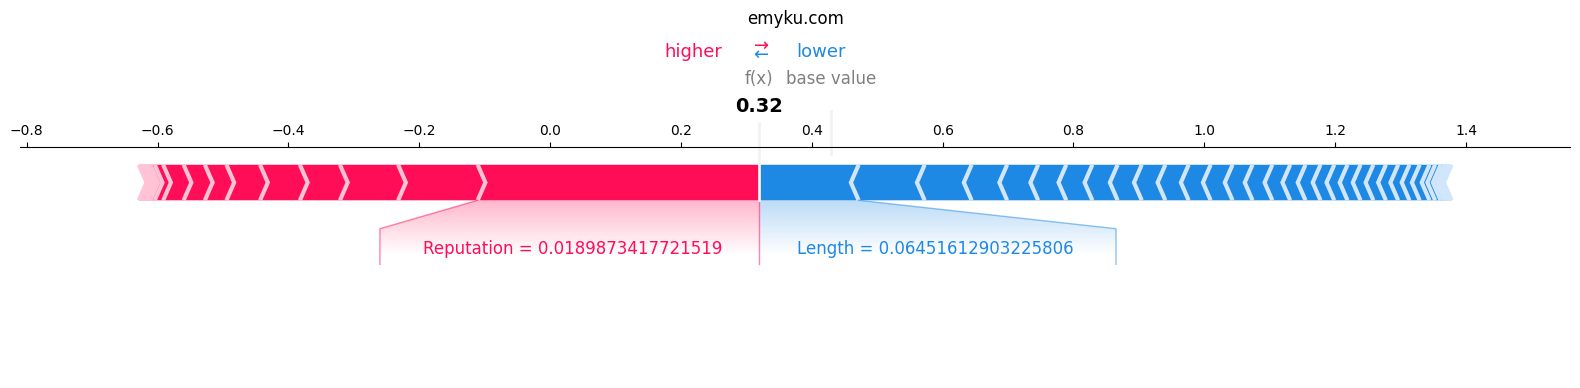 emyku.com
higher ⇄ lower
f(x) base value
0.32
−0.8 −0.6 −0.4 −0.2 0.0 0.2 0.4 0.6 0.8 1.0 1.2 1.4
Reputation = 0.0189873417721519 Length = 0.06451612903225806